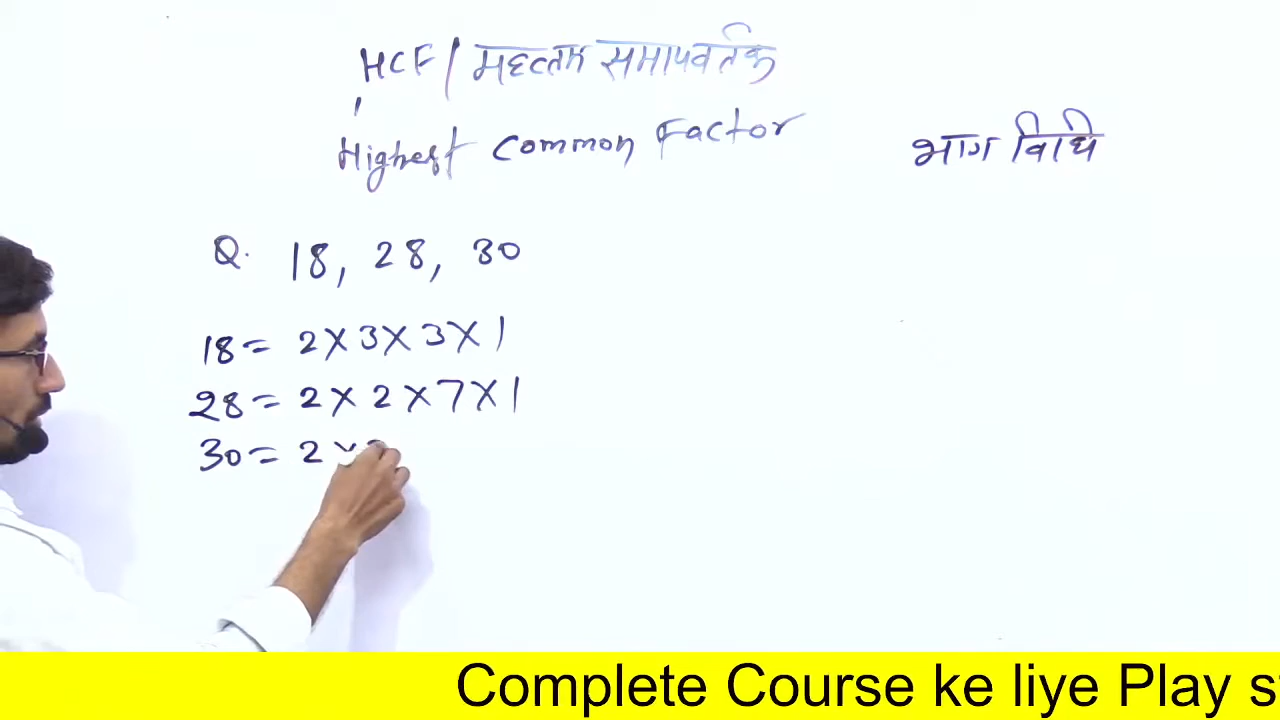 HCF / महत्तम समापवर्तक
Highest Common Factor
भाग विधि
Q. 18, 28, 30
18 = 2 × 3 × 3 × 1
28 = 2 × 2 × 7 × 1
30 = 2 ×
Complete Course ke liye Play